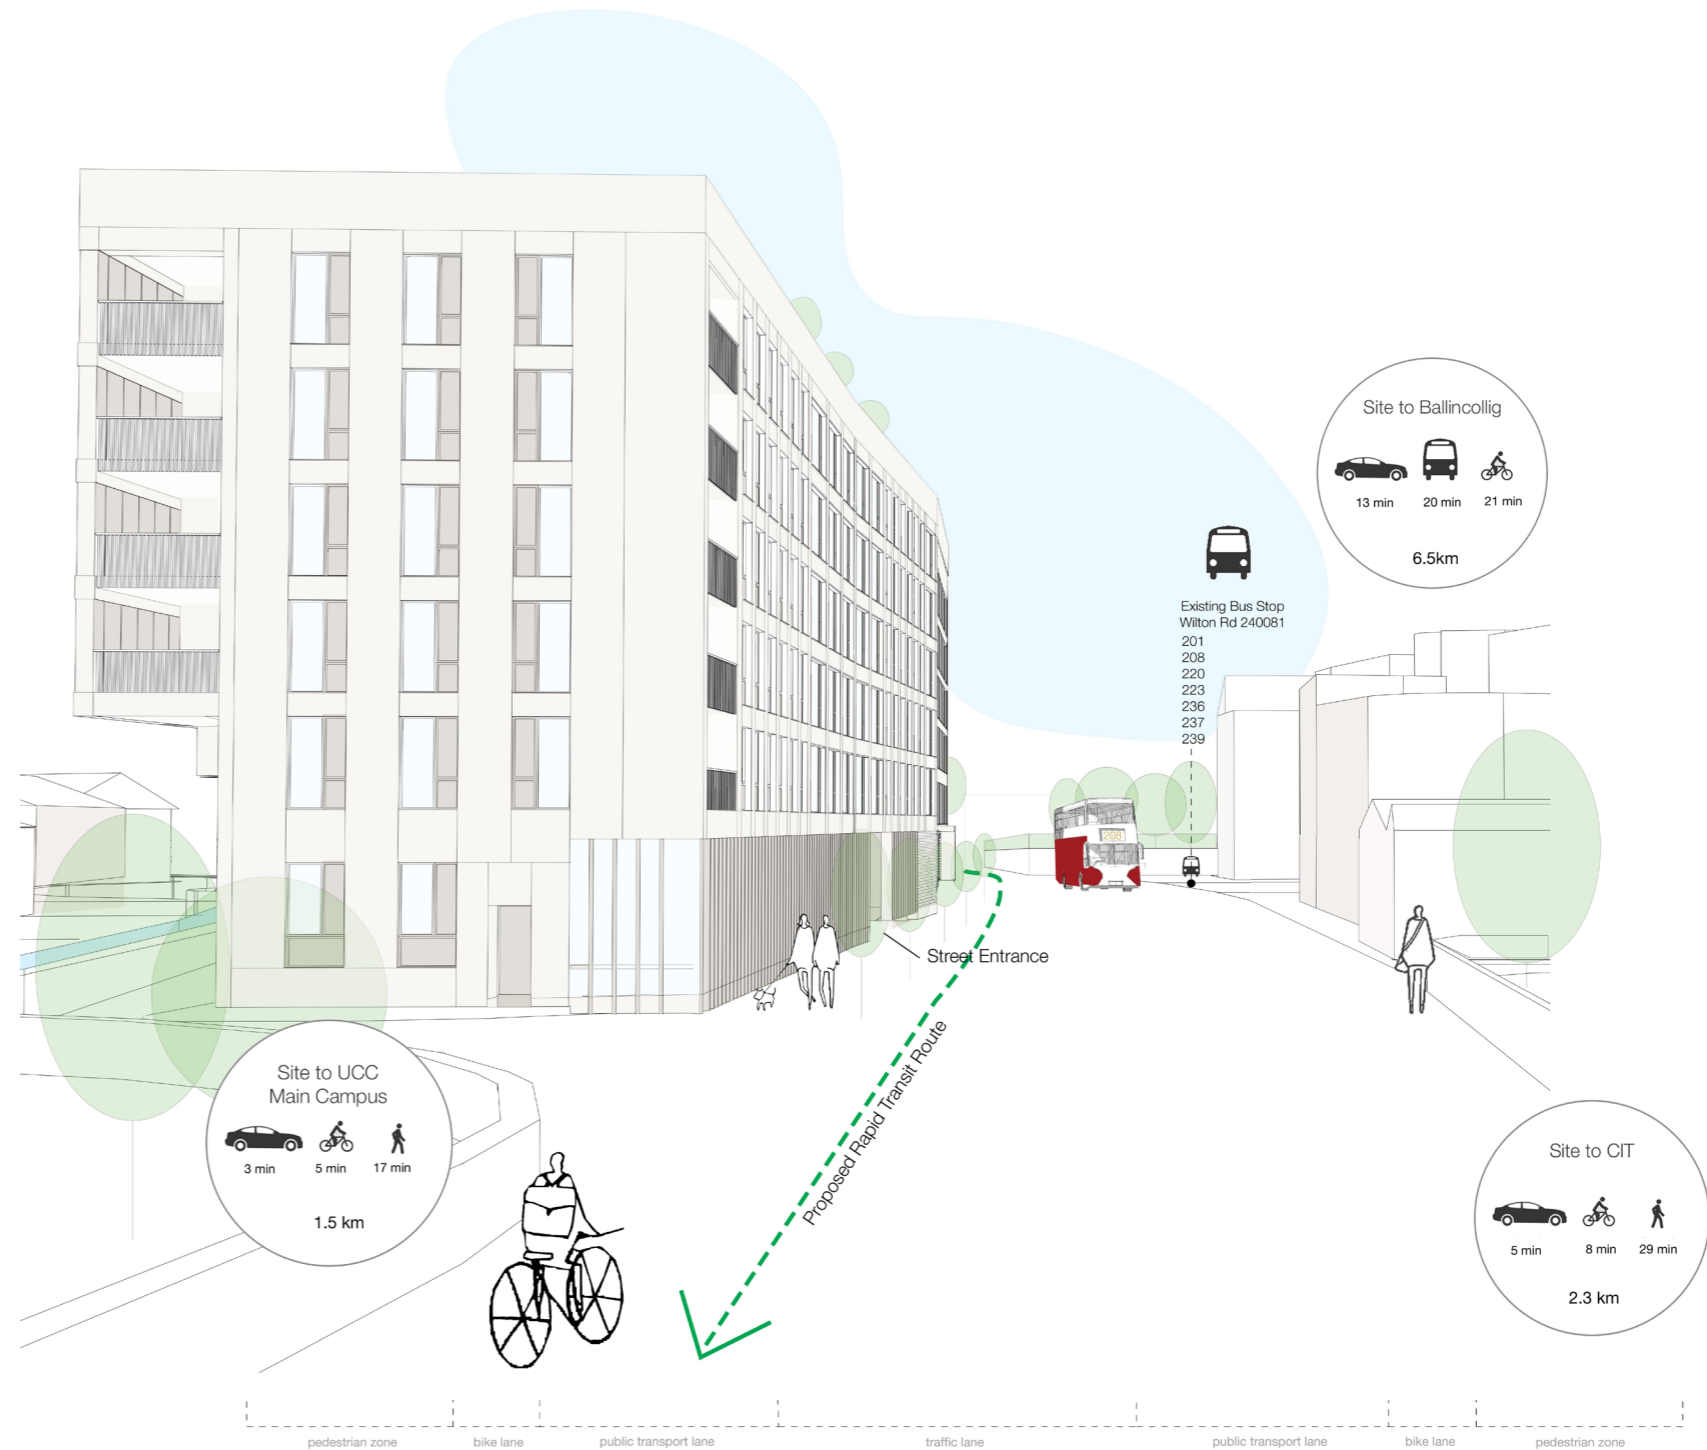 Site to Ballincollig
13 min 20 min 21 min
6.5km
Existing Bus Stop
Wilton Rd 240081
201
208
220
223
236
237
239
208
Street Entrance
Proposed Rapid Transit Route
Site to UCC
Main Campus
3 min 5 min 17 min
1.5 km
Site to CIT
5 min 8 min 29 min
2.3 km
pedestrian zone bike lane public transport lane traffic lane public transport lane bike lane pedestrian zone